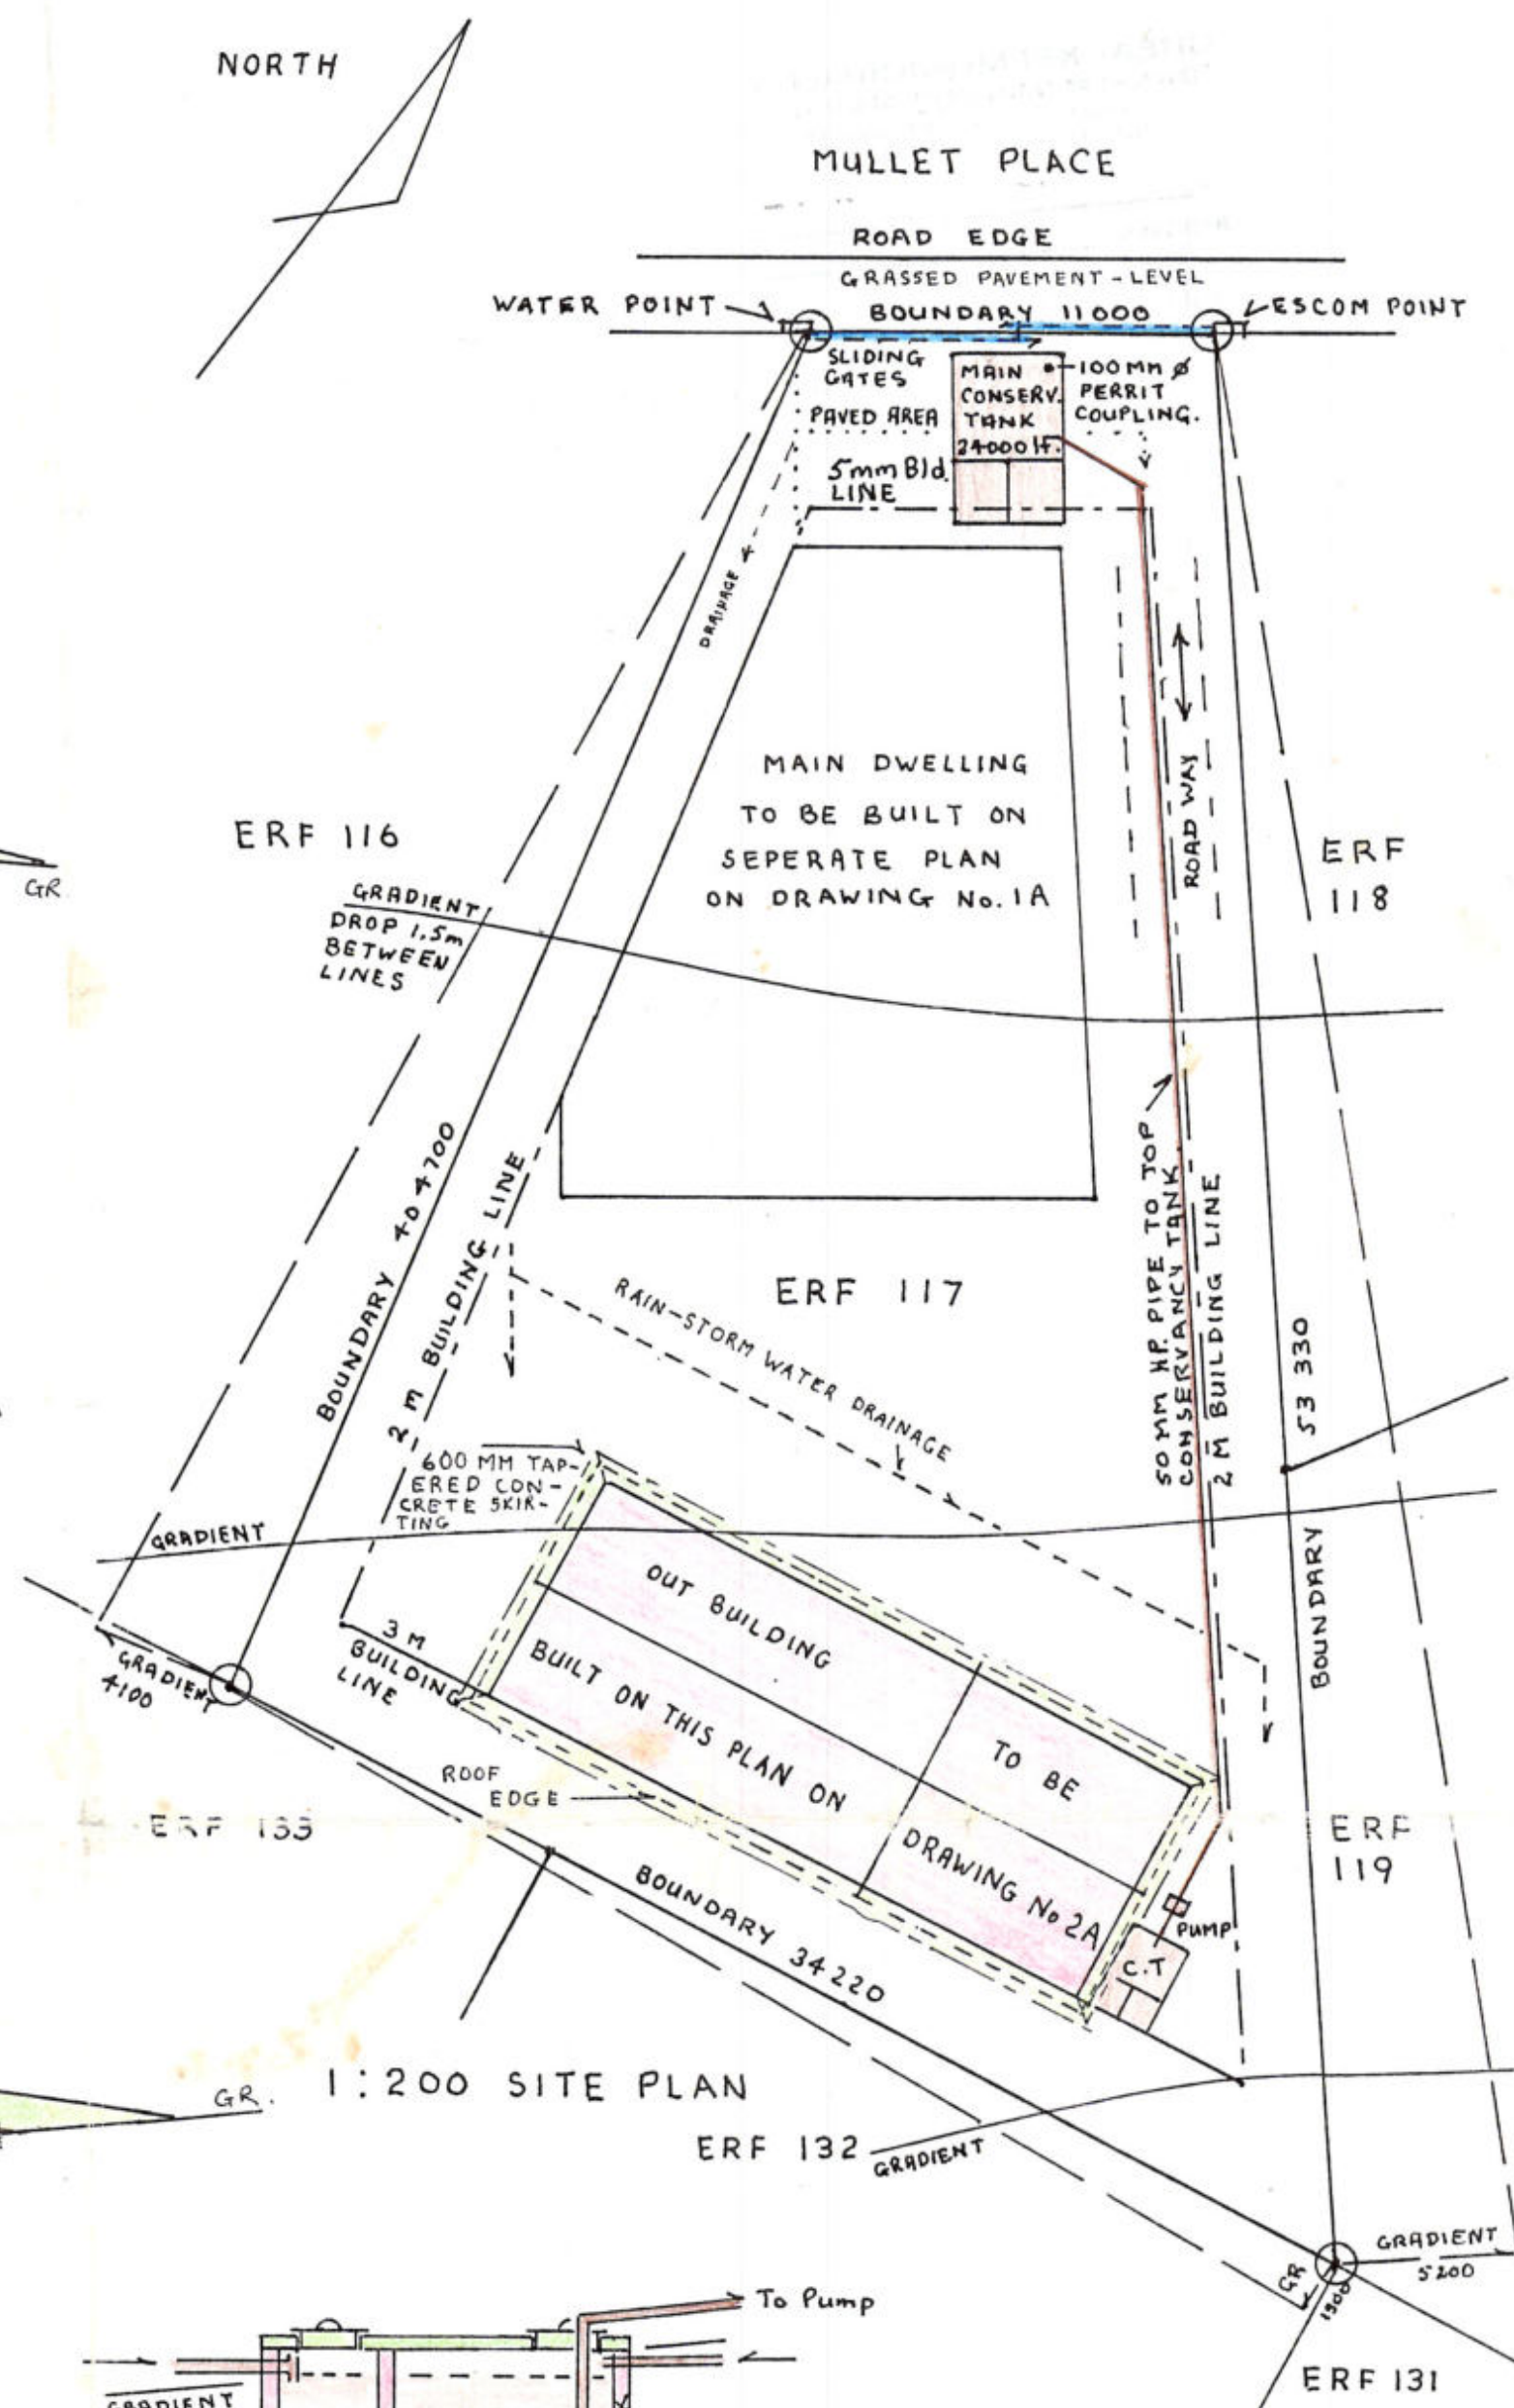 NORTH
MULLET PLACE
ROAD EDGE
GRASSED PAVEMENT - LEVEL
WATER POINT
BOUNDARY 11000
ESCOM POINT
SLIDING
GATES
PAVED AREA
MAIN
CONSERV.
TANK
24000 lt.
100MM Ø
PERRIT
COUPLING.
5mm Bld.
LINE
DRAINAGE
MAIN DWELLING
TO BE BUILT ON
SEPERATE PLAN
ON DRAWING No. 1A
ROAD WAY
ERF 116
ERF
118
GR
GRADIENT
DROP 1,5m
BETWEEN
LINES
BOUNDARY 40 4700
2 M BUILDING LINE
50MM H.P. PIPE TO TOP
CONSERVANCY TANK
2 M BUILDING LINE
53 330
BOUNDARY
ERF 117
RAIN-STORM WATER DRAINAGE
600 MM TAP-
ERED CON-
CRETE SKIR-
TING
GRADIENT
3 M
BUILDING
LINE
GRADIENT
4100
OUT BUILDING
TO BE
BUILT ON THIS PLAN ON
DRAWING No 2A
ROOF
EDGE
PUMP
C.T
ERF 133
ERF
119
BOUNDARY 34 220
GR.
1:200 SITE PLAN
ERF 132
GRADIENT
GRADIENT
5200
GR
1900
To Pump
ERF 131
GRADIENT